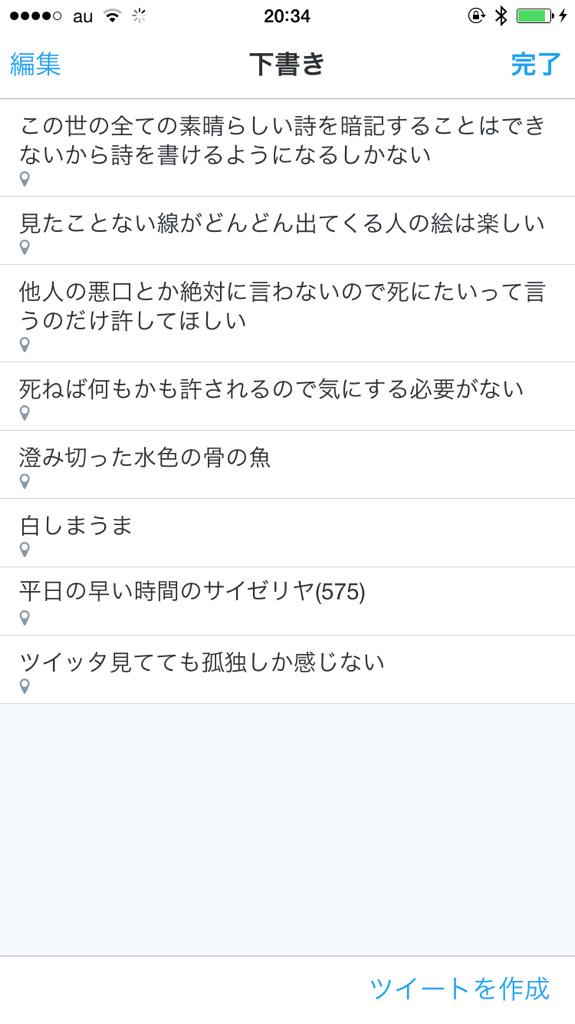 au 20:34
編集 下書き 完了
この世の全ての素晴らしい詩を暗記することはでき
ないから詩を書けるようになるしかない
見たことない線がどんどん出てくる人の絵は楽しい
他人の悪口とか絶対に言わないので死にたいって言
うのだけ許してほしい
死ねば何もかも許されるので気にする必要がない
澄み切った水色の骨の魚
白しまうま
平日の早い時間のサイゼリヤ(575)
ツイッタ見てても孤独しか感じない
ツイートを作成